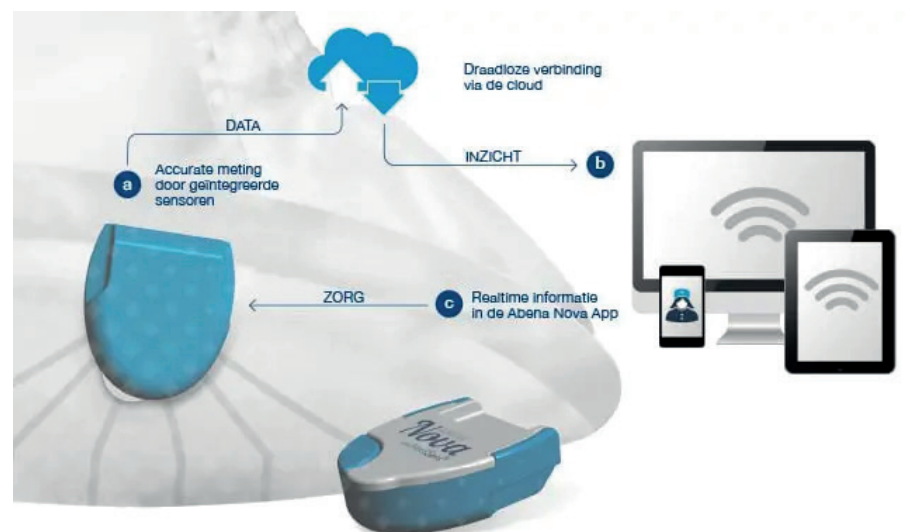 Draadloze verbinding
via de cloud
DATA
INZICHT
b
a
Accurate meting
door geïntegreerde
sensoren
ZORG
c
Realtime informatie
in de Abena Nova App
Nova